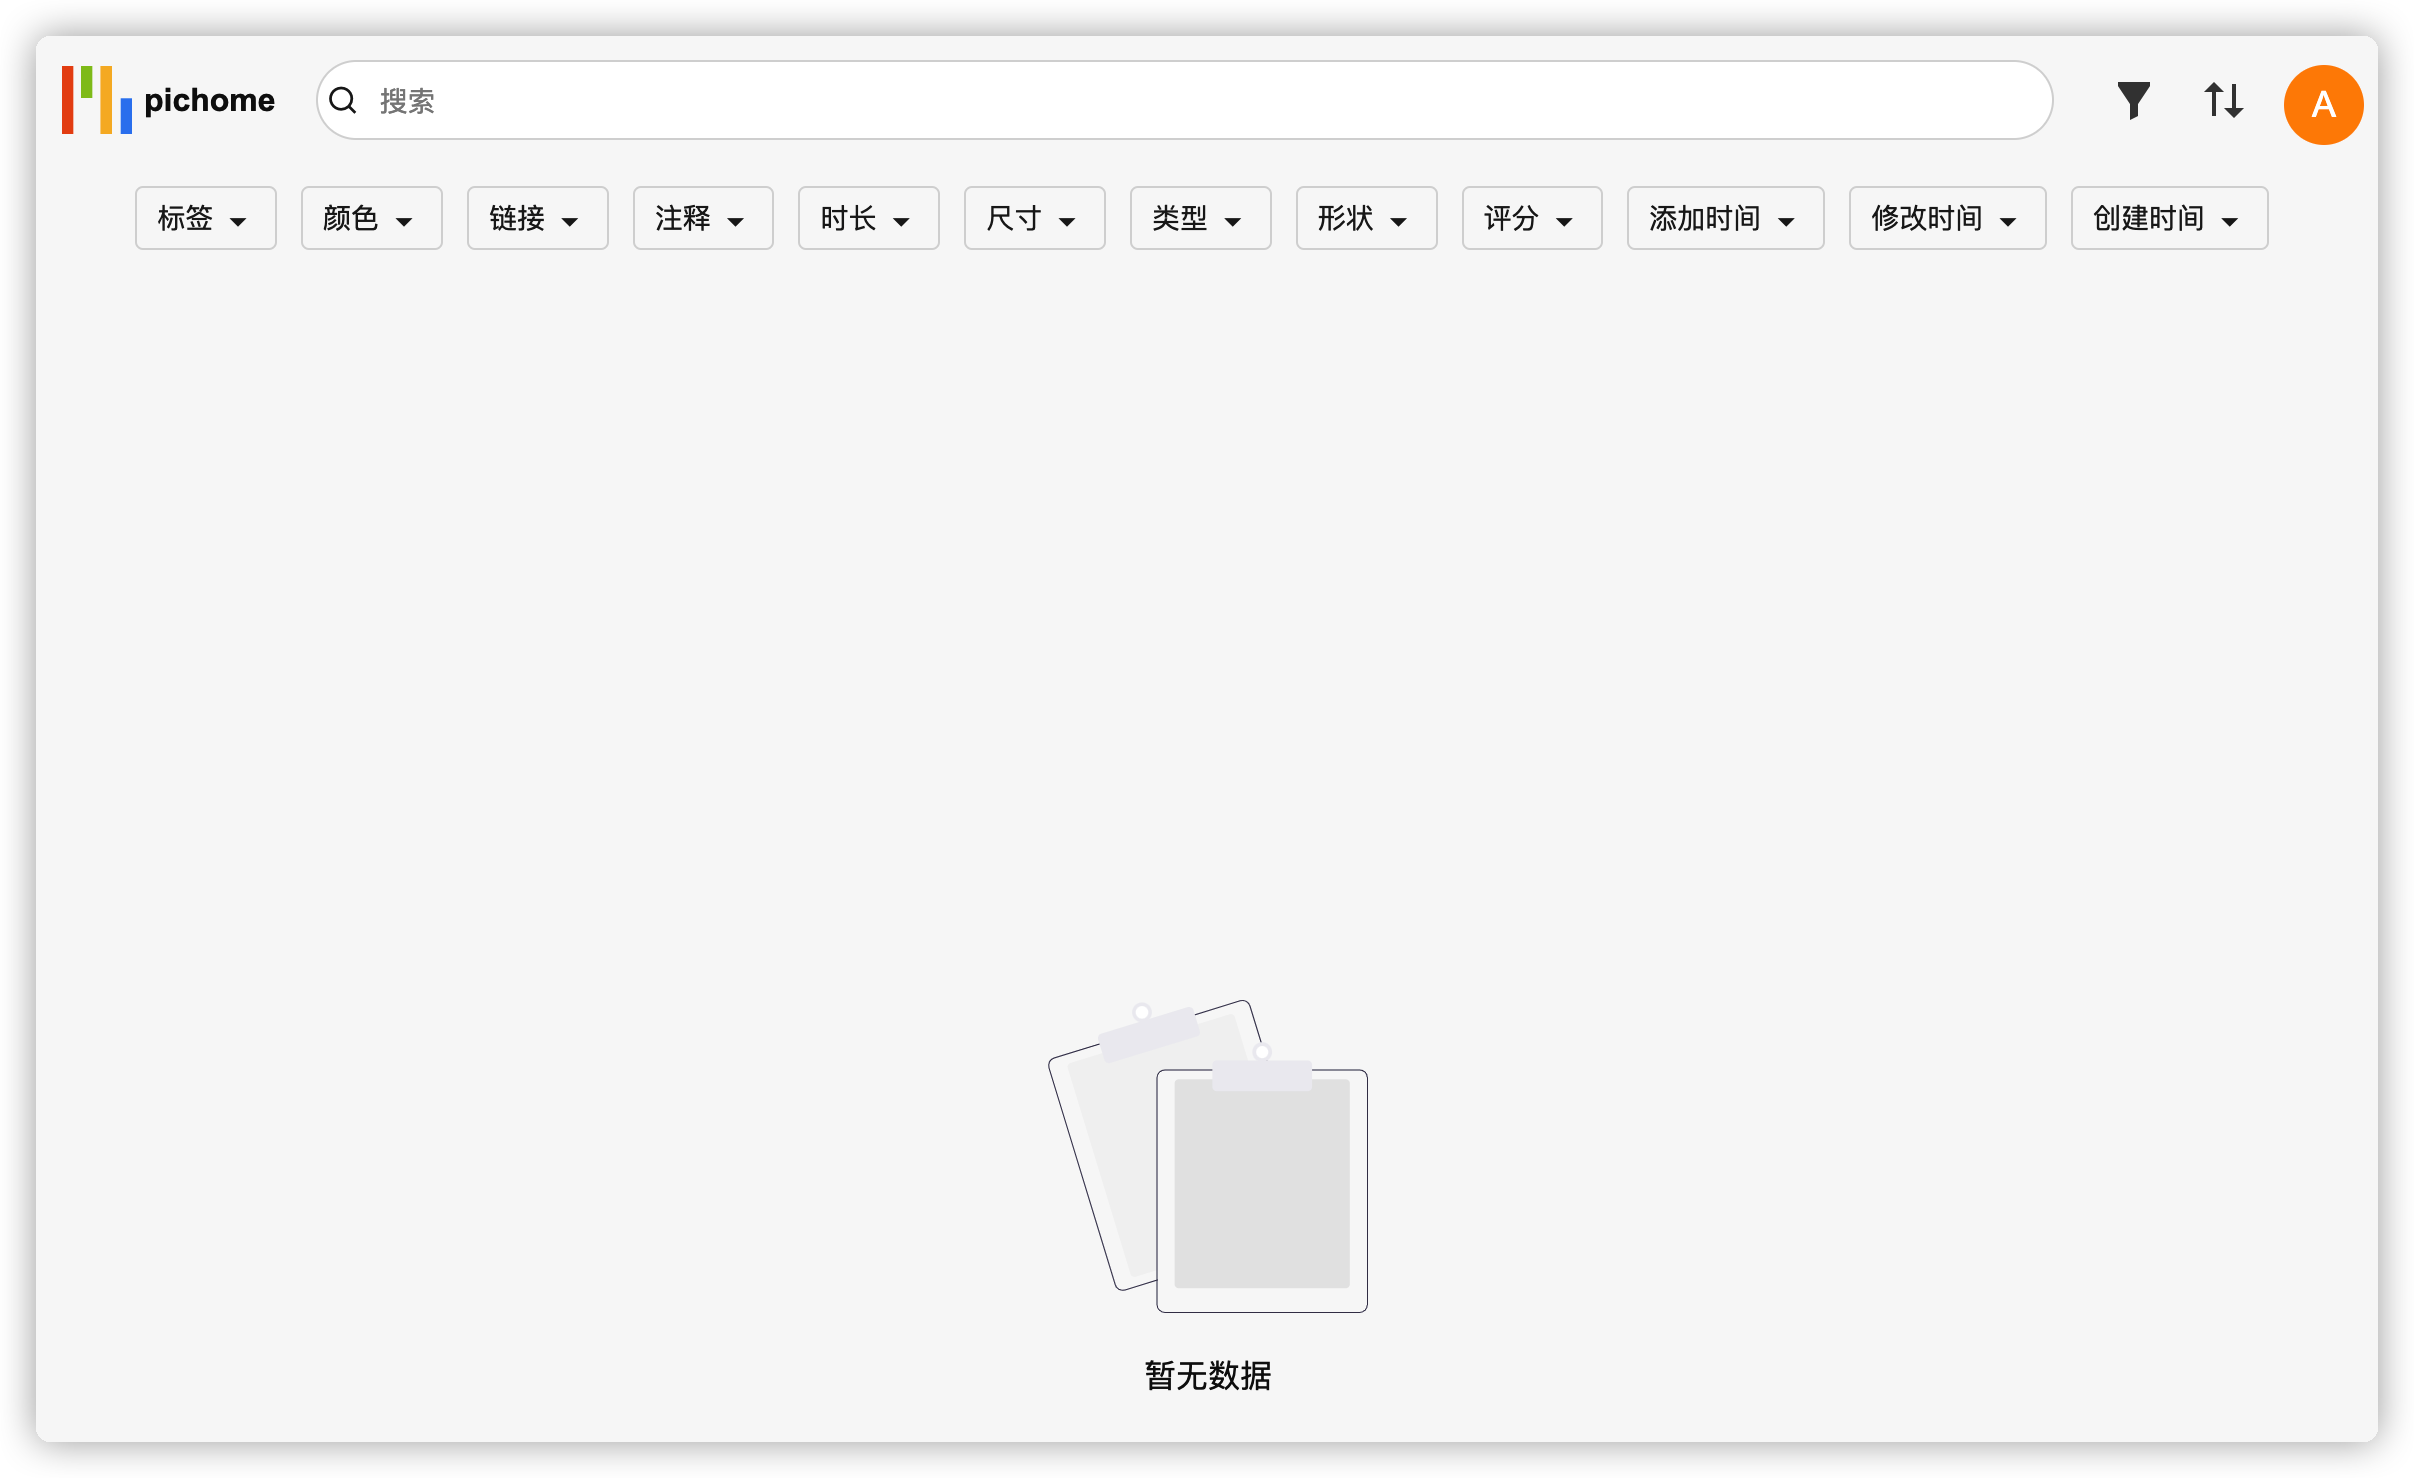 pichome
搜索
A
标签 颜色 链接 注释 时长 尺寸 类型 形状 评分 添加时间 修改时间 创建时间
暂无数据